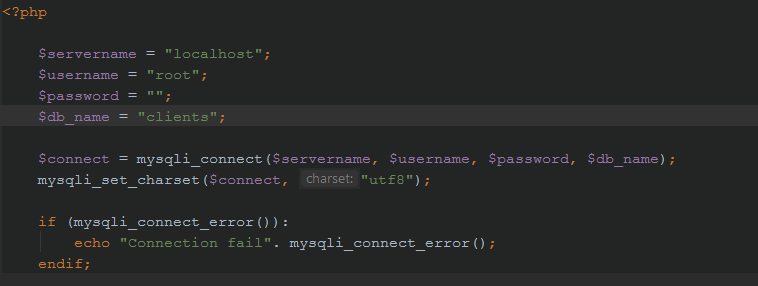 <?php
$servername = "localhost";
$username = "root";
$password = "";
$db_name = "clients";
$connect = mysqli_connect($servername, $username, $password, $db_name);
mysqli_set_charset($connect, charset: "utf8");
if (mysqli_connect_error()):
echo "Connection fail". mysqli_connect_error();
endif;